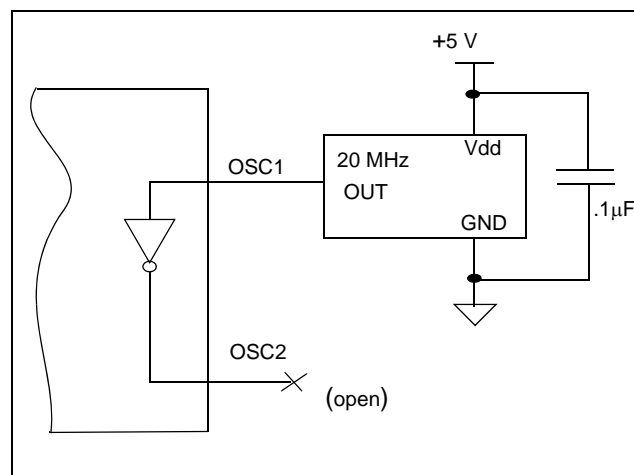 +5 V
Vdd
20 MHz
OSC1
OUT
.1µF
GND
OSC2
(open)